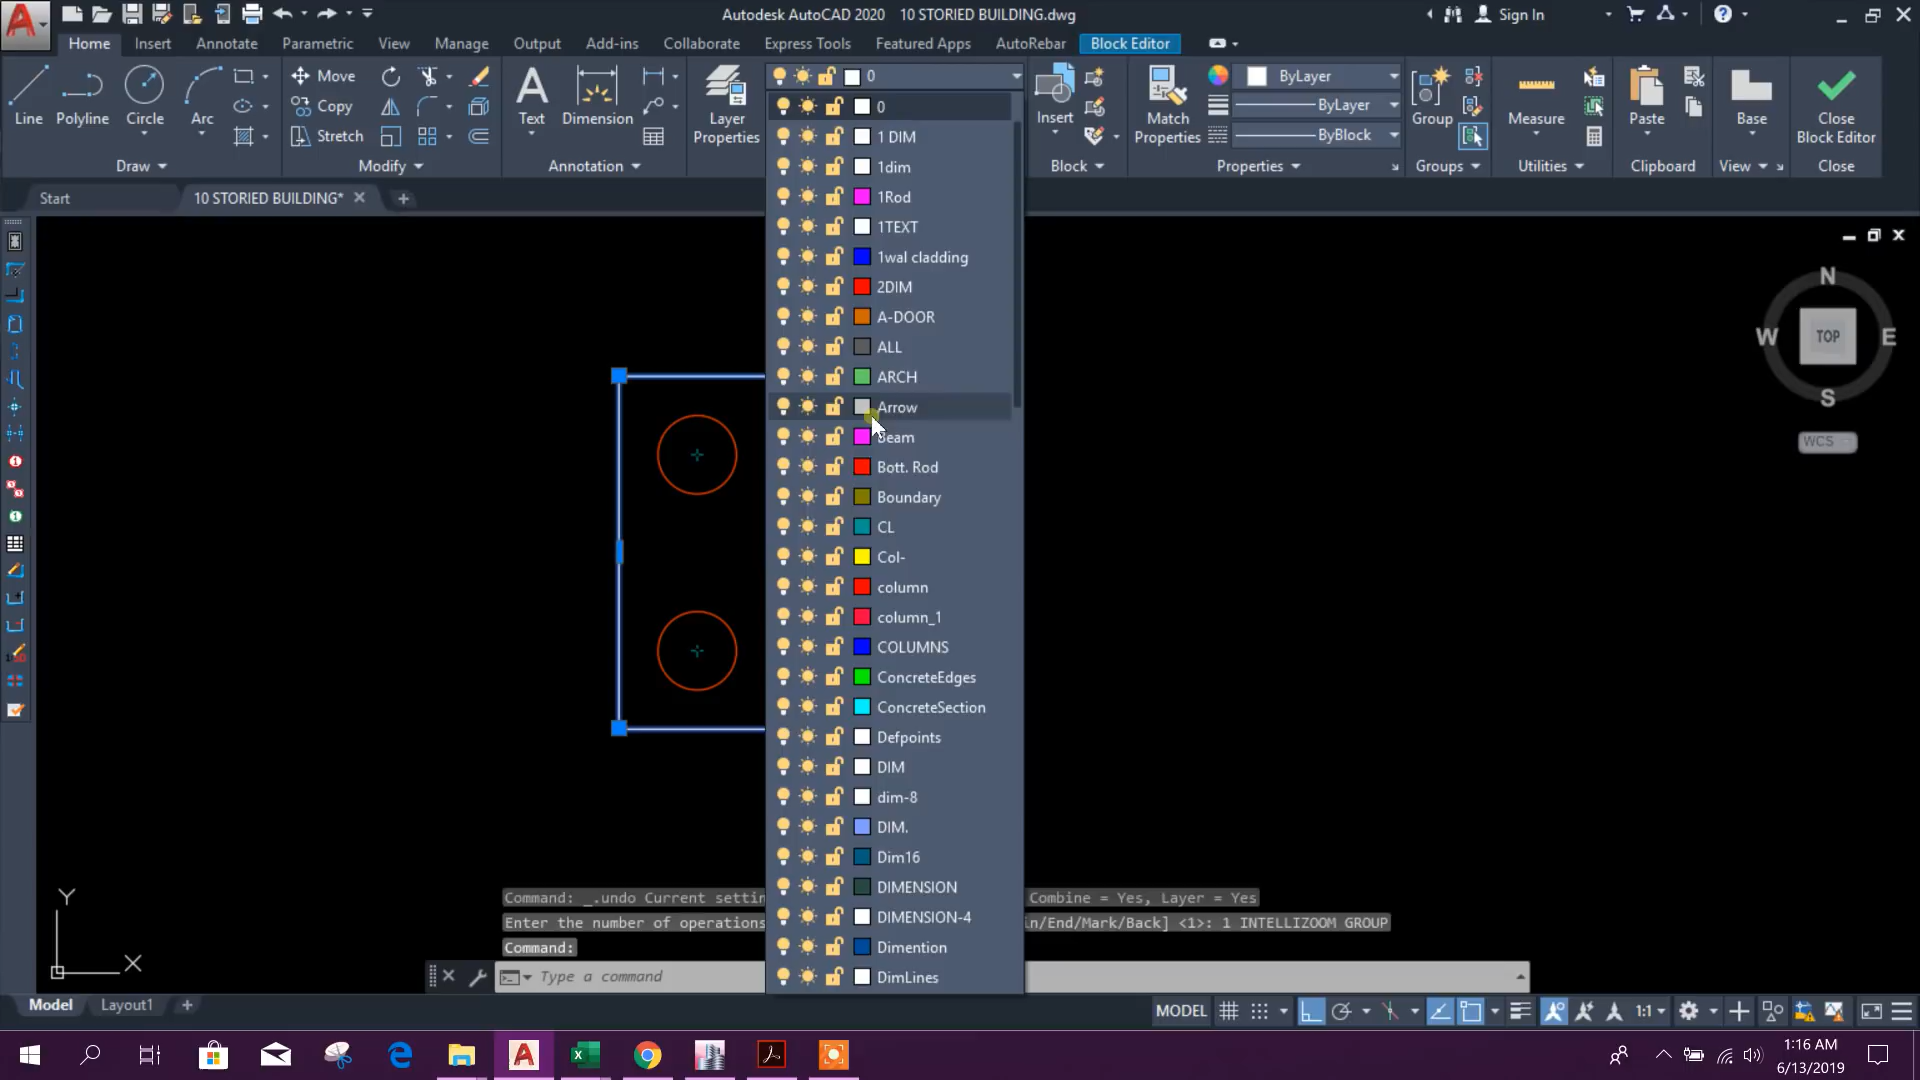 Autodesk AutoCAD 2020 10 STORIED BUILDING.dwg
Sign In
Home Insert Annotate Parametric View Manage Output Add-ins Collaborate Express Tools Featured Apps AutoRebar Block Editor
Line Polyline Circle Arc
Move
Copy
Stretch
Text Dimension
Layer Properties
0
Insert
Match Properties
ByLayer
ByLayer
ByBlock
Group
Measure
Paste
Base
Close Block Editor
Draw Modify Annotation Block Properties Groups Utilities Clipboard View Close
Start 10 STORIED BUILDING*
0
1 DIM
1dim
1Rod
1TEXT
1wal cladding
2DIM
A-DOOR
ALL
ARCH
Arrow
Beam
Bott. Rod
Boundary
CL
Col-
column
column_1
COLUMNS
ConcreteEdges
ConcreteSection
Defpoints
DIM
dim-8
DIM.
Dim16
DIMENSION
DIMENSION-4
Dimention
DimLines
N
W TOP E
S
WCS
Y
X
Command: _.undo Current settin Combine = Yes, Layer = Yes
Enter the number of operations in/End/Mark/Back] <1>: 1 INTELLIZOOM GROUP
Command:
Type a command
Model Layout1
MODEL 1:1
1:16 AM
6/13/2019